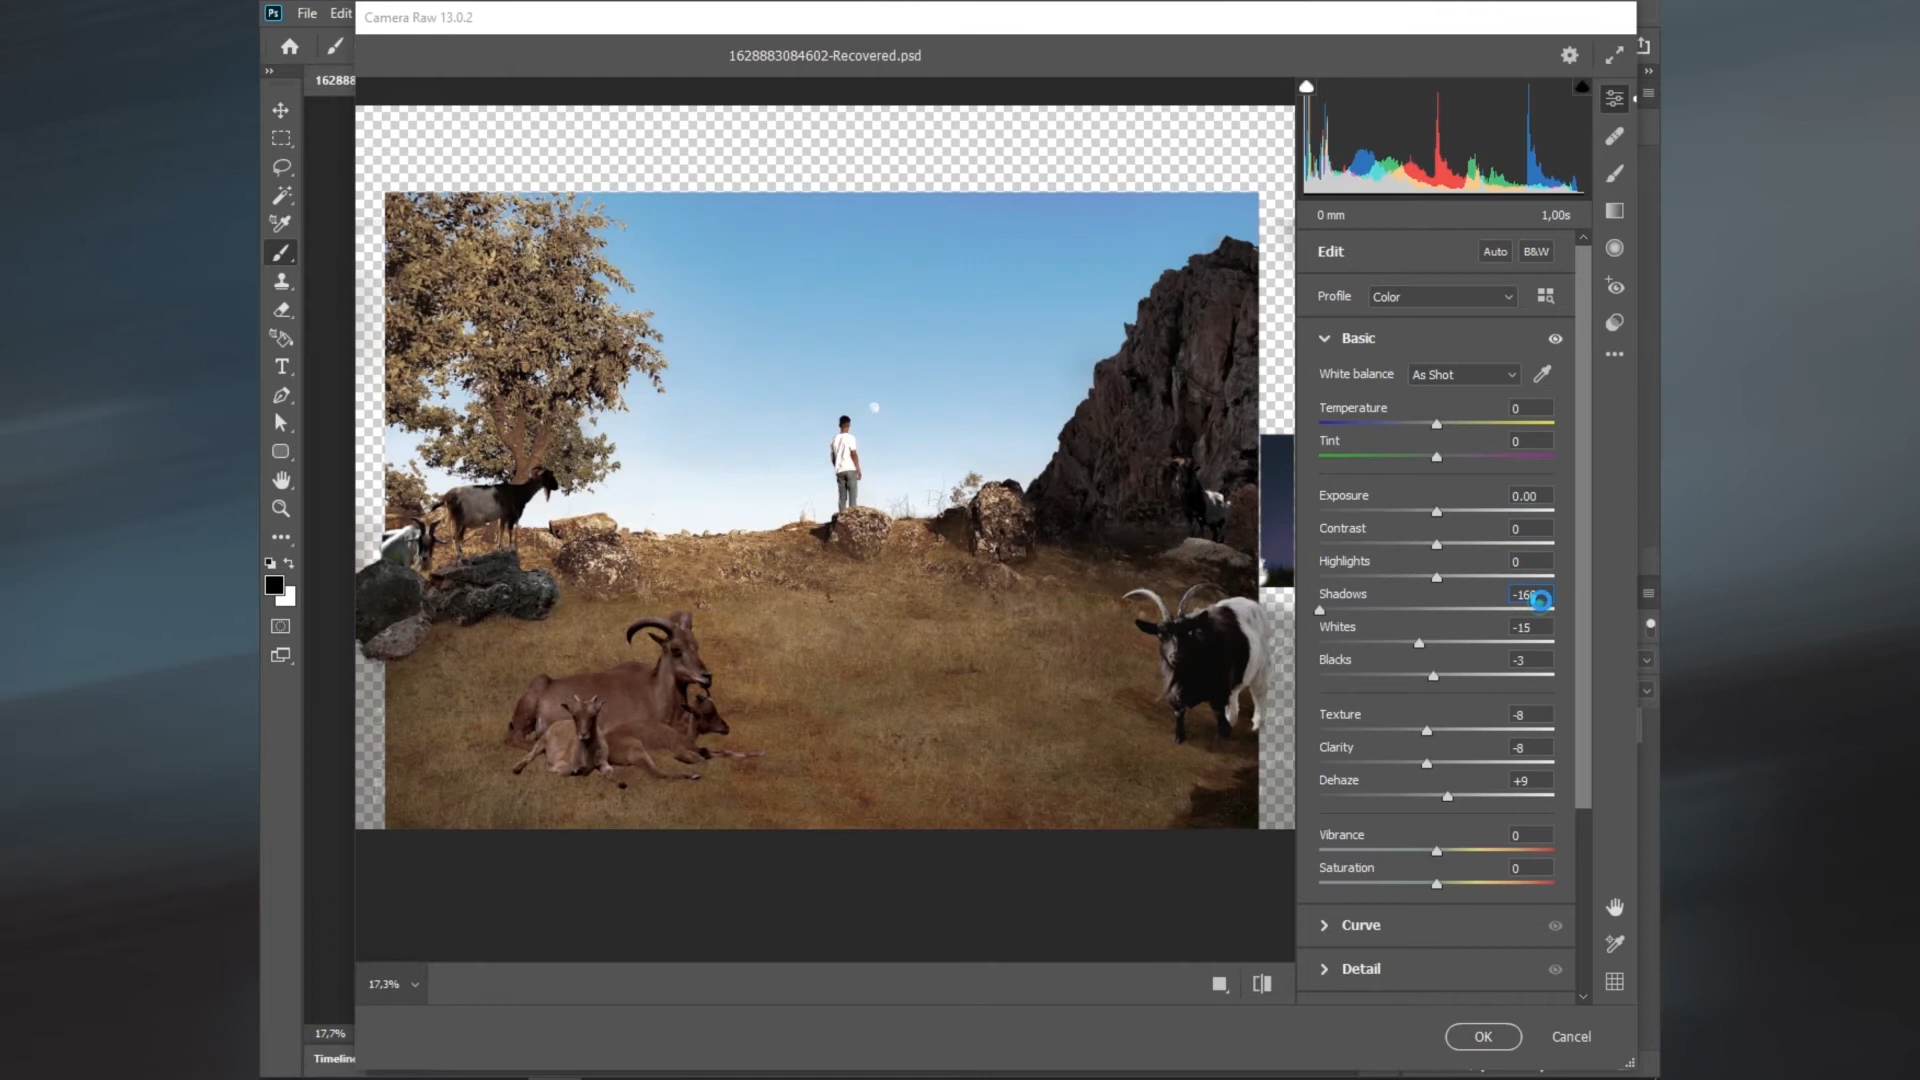 Ps File Edit
Camera Raw 13.0.2
1628883084602-Recovered.psd
16288
0 mm 1,00s
Edit Auto B&W
Profile Color
Basic
White balance As Shot
Temperature 0
Tint 0
Exposure 0.00
Contrast 0
Highlights 0
Shadows
Whites -15
Blacks -3
Texture -8
Clarity -8
Dehaze +9
Vibrance 0
Saturation 0
Curve
Detail
17,3%
17,7%
OK Cancel
Timeline